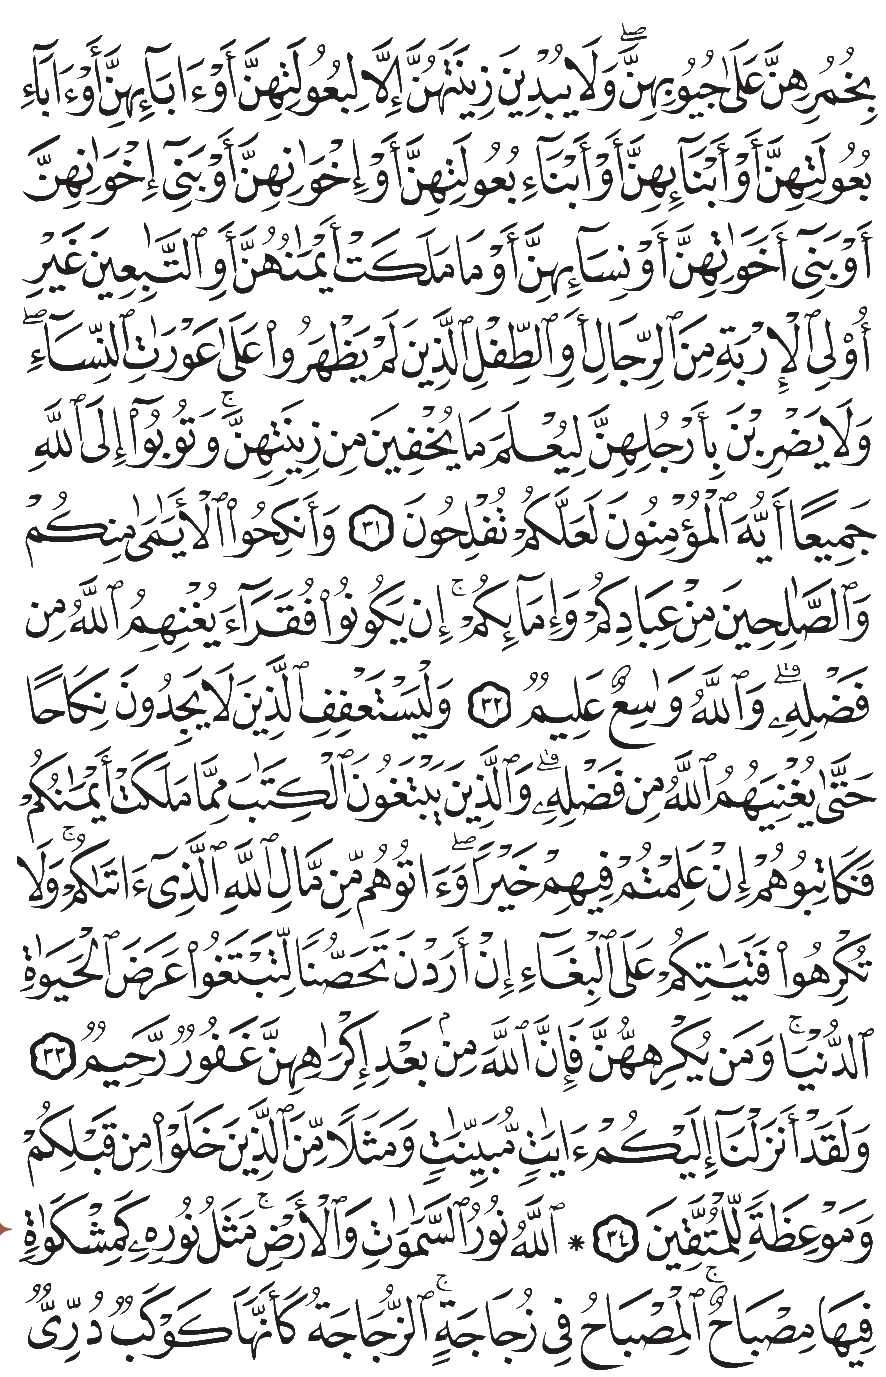 بِخُمُرِهِنَّ عَلَىٰ جُيُوبِهِنَّۖ وَلَا يُبْدِينَ زِينَتَهُنَّ إِلَّا لِبُعُولَتِهِنَّ أَوْ ءَابَآئِهِنَّ أَوْ ءَابَآءِ
بُعُولَتِهِنَّ أَوْ أَبْنَآئِهِنَّ أَوْ أَبْنَآءِ بُعُولَتِهِنَّ أَوْ إِخْوَٰنِهِنَّ أَوْ بَنِىٓ إِخْوَٰنِهِنَّ
أَوْ بَنِىٓ أَخَوَٰتِهِنَّ أَوْ نِسَآئِهِنَّ أَوْ مَا مَلَكَتْ أَيْمَٰنُهُنَّ أَوِ ٱلتَّٰبِعِينَ غَيْرِ
أُو۟لِى ٱلْإِرْبَةِ مِنَ ٱلرِّجَالِ أَوِ ٱلطِّفْلِ ٱلَّذِينَ لَمْ يَظْهَرُوا۟ عَلَىٰ عَوْرَٰتِ ٱلنِّسَآءِۖ
وَلَا يَضْرِبْنَ بِأَرْجُلِهِنَّ لِيُعْلَمَ مَا يُخْفِينَ مِن زِينَتِهِنَّۚ وَتُوبُوٓا۟ إِلَى ٱللَّهِ
جَمِيعًا أَيُّهَ ٱلْمُؤْمِنُونَ لَعَلَّكُمْ تُفْلِحُونَ ٣١ وَأَنكِحُوا۟ ٱلْأَيَٰمَىٰ مِنكُمْ
وَٱلصَّٰلِحِينَ مِنْ عِبَادِكُمْ وَإِمَآئِكُمْۚ إِن يَكُونُوا۟ فُقَرَآءَ يُغْنِهِمُ ٱللَّهُ مِن
فَضْلِهِۦۗ وَٱللَّهُ وَٰسِعٌ عَلِيمٌ ٣٢ وَلْيَسْتَعْفِفِ ٱلَّذِينَ لَا يَجِدُونَ نِكَاحًا
حَتَّىٰ يُغْنِيَهُمُ ٱللَّهُ مِن فَضْلِهِۦۗ وَٱلَّذِينَ يَبْتَغُونَ ٱلْكِتَٰبَ مِمَّا مَلَكَتْ أَيْمَٰنُكُمْ
فَكَاتِبُوهُمْ إِنْ عَلِمْتُمْ فِيهِمْ خَيْرًاۖ وَءَاتُوهُم مِّن مَّالِ ٱللَّهِ ٱلَّذِىٓ ءَاتَىٰكُمْۚ وَلَا
تُكْرِهُوا۟ فَتَيَٰتِكُمْ عَلَى ٱلْبِغَآءِ إِنْ أَرَدْنَ تَحَصُّنًا لِّتَبْتَغُوا۟ عَرَضَ ٱلْحَيَوٰةِ
ٱلدُّنْيَاۚ وَمَن يُكْرِههُّنَّ فَإِنَّ ٱللَّهَ مِنۢ بَعْدِ إِكْرَٰهِهِنَّ غَفُورٌ رَّحِيمٌ ٣٣
وَلَقَدْ أَنزَلْنَآ إِلَيْكُمْ ءَايَٰتٍ مُّبَيِّنَٰتٍ وَمَثَلًا مِّنَ ٱلَّذِينَ خَلَوْا۟ مِن قَبْلِكُمْ
وَمَوْعِظَةً لِّلْمُتَّقِينَ ٣٤ * ٱللَّهُ نُورُ ٱلسَّمَٰوَٰتِ وَٱلْأَرْضِۚ مَثَلُ نُورِهِۦ كَمِشْكَوٰةٍ
فِيهَا مِصْبَاحٌۖ ٱلْمِصْبَاحُ فِى زُجَاجَةٍۖ ٱلزُّجَاجَةُ كَأَنَّهَا كَوْكَبٌ دُرِّىٌّ